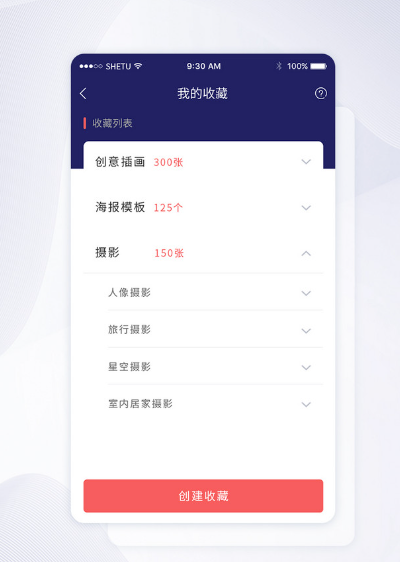 SHETU 9:30 AM 100%
我的收藏
收藏列表
创意插画 300张
海报模板 125个
摄影 150张
人像摄影
旅行摄影
星空摄影
室内居家摄影
创建收藏